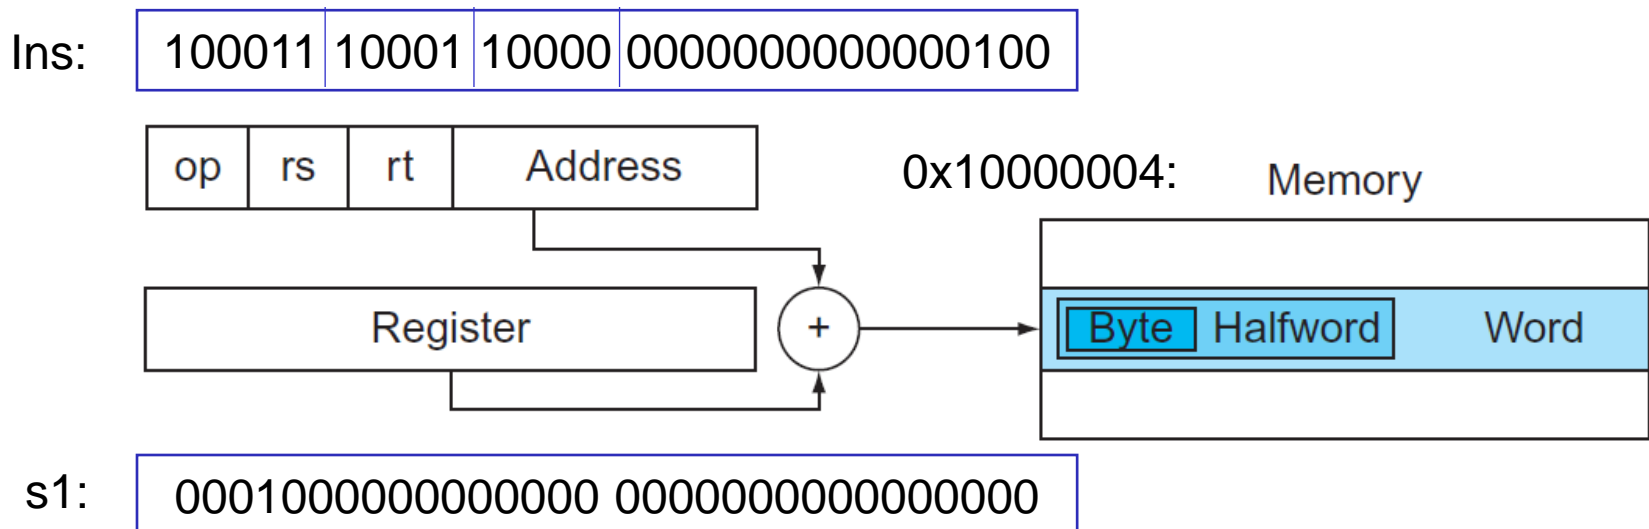 Ins: 100011 10001 10000 0000000000000100
op rs rt Address
0x10000004: Memory
Register + Byte Halfword Word
s1: 0001000000000000 0000000000000000